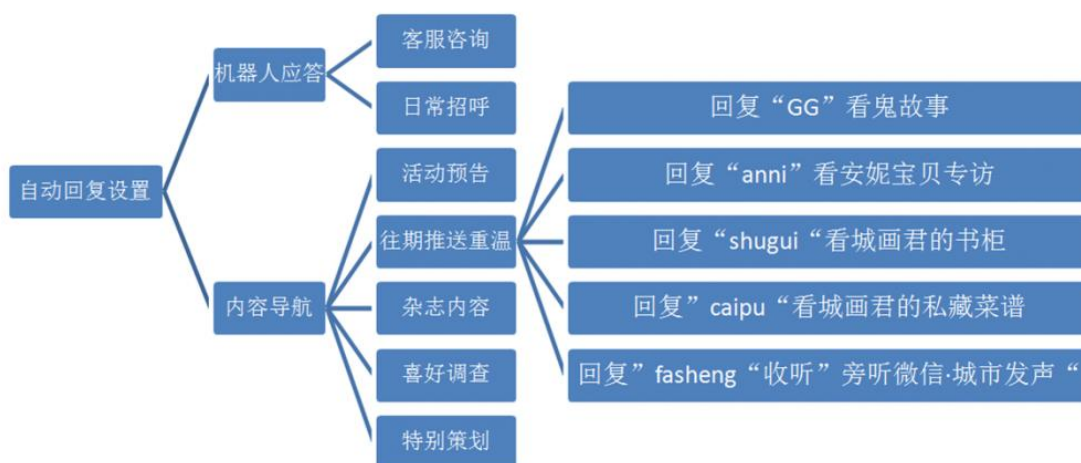 自动回复设置
机器人应答
客服咨询
日常招呼
内容导航
活动预告
往期推送重温
回复“GG”看鬼故事
回复“anni”看安妮宝贝专访
回复“shugui“看城画君的书柜
回复”caipu“看城画君的私藏菜谱
回复”fasheng“收听”旁听微信·城市发声“
杂志内容
喜好调查
特别策划